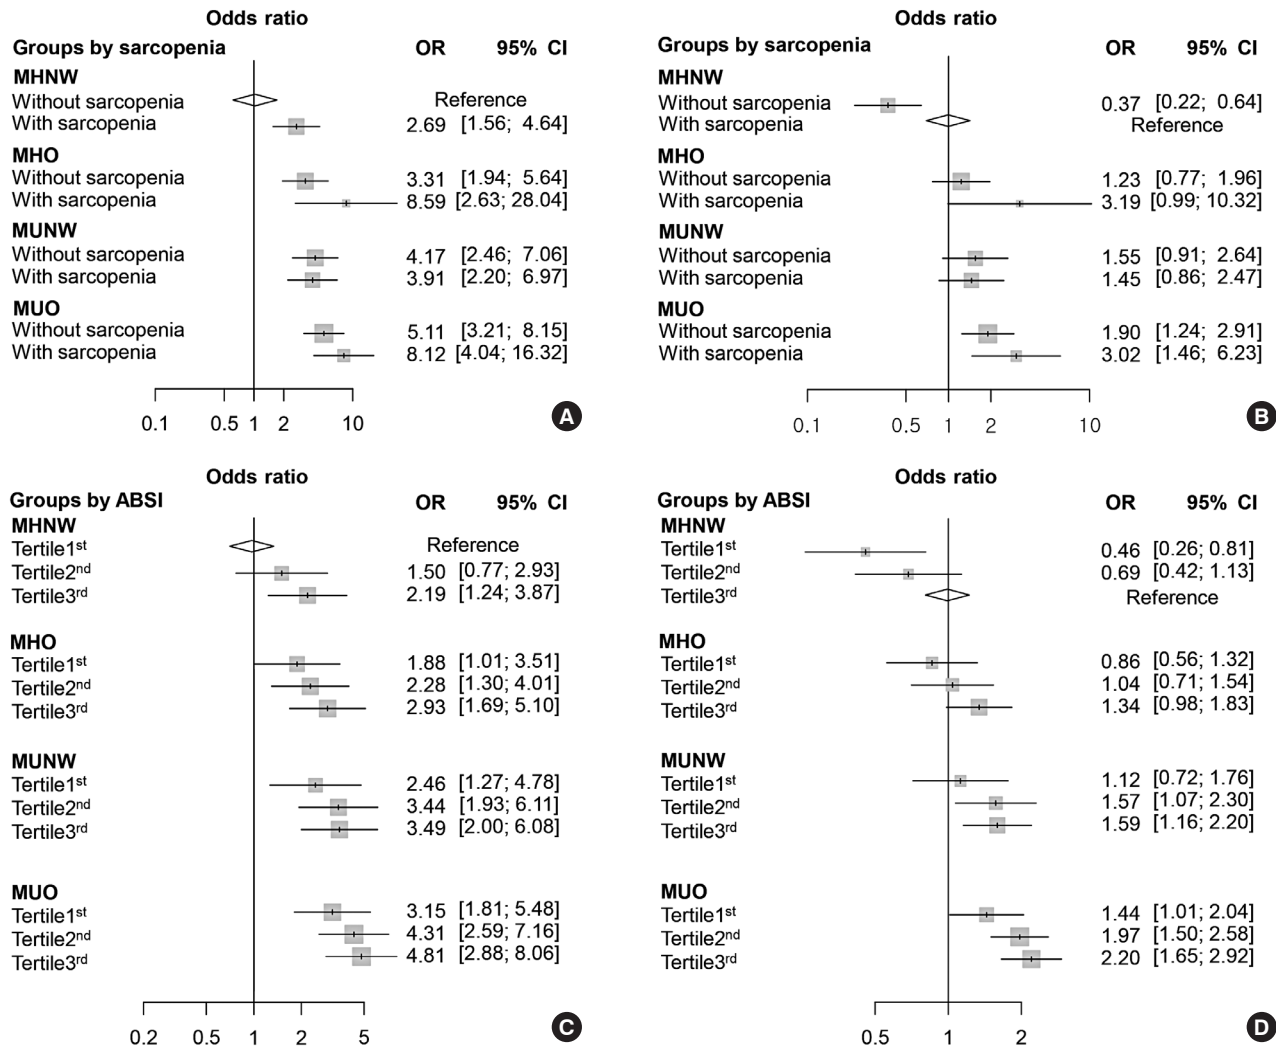 Odds ratio
Groups by sarcopenia OR 95% CI
MHNW
Without sarcopenia Reference
With sarcopenia 2.69 [1.56; 4.64]
MHO
Without sarcopenia 3.31 [1.94; 5.64]
With sarcopenia 8.59 [2.63; 28.04]
MUNW
Without sarcopenia 4.17 [2.46; 7.06]
With sarcopenia 3.91 [2.20; 6.97]
MUO
Without sarcopenia 5.11 [3.21; 8.15]
With sarcopenia 8.12 [4.04; 16.32]
0.1 0.5 1 2 10
A
Odds ratio
Groups by sarcopenia OR 95% CI
MHNW
Without sarcopenia 0.37 [0.22; 0.64]
With sarcopenia Reference
MHO
Without sarcopenia 1.23 [0.77; 1.96]
With sarcopenia 3.19 [0.99; 10.32]
MUNW
Without sarcopenia 1.55 [0.91; 2.64]
With sarcopenia 1.45 [0.86; 2.47]
MUO
Without sarcopenia 1.90 [1.24; 2.91]
With sarcopenia 3.02 [1.46; 6.23]
0.1 0.5 1 2 10
B
Odds ratio
Groups by ABSI OR 95% CI
MHNW
Tertile1st Reference
Tertile2nd 1.50 [0.77; 2.93]
Tertile3rd 2.19 [1.24; 3.87]
MHO
Tertile1st 1.88 [1.01; 3.51]
Tertile2nd 2.28 [1.30; 4.01]
Tertile3rd 2.93 [1.69; 5.10]
MUNW
Tertile1st 2.46 [1.27; 4.78]
Tertile2nd 3.44 [1.93; 6.11]
Tertile3rd 3.49 [2.00; 6.08]
MUO
Tertile1st 3.15 [1.81; 5.48]
Tertile2nd 4.31 [2.59; 7.16]
Tertile3rd 4.81 [2.88; 8.06]
0.2 0.5 1 2 5
C
Odds ratio
Groups by ABSI OR 95% CI
MHNW
Tertile1st 0.46 [0.26; 0.81]
Tertile2nd 0.69 [0.42; 1.13]
Tertile3rd Reference
MHO
Tertile1st 0.86 [0.56; 1.32]
Tertile2nd 1.04 [0.71; 1.54]
Tertile3rd 1.34 [0.98; 1.83]
MUNW
Tertile1st 1.12 [0.72; 1.76]
Tertile2nd 1.57 [1.07; 2.30]
Tertile3rd 1.59 [1.16; 2.20]
MUO
Tertile1st 1.44 [1.01; 2.04]
Tertile2nd 1.97 [1.50; 2.58]
Tertile3rd 2.20 [1.65; 2.92]
0.5 1 2
D